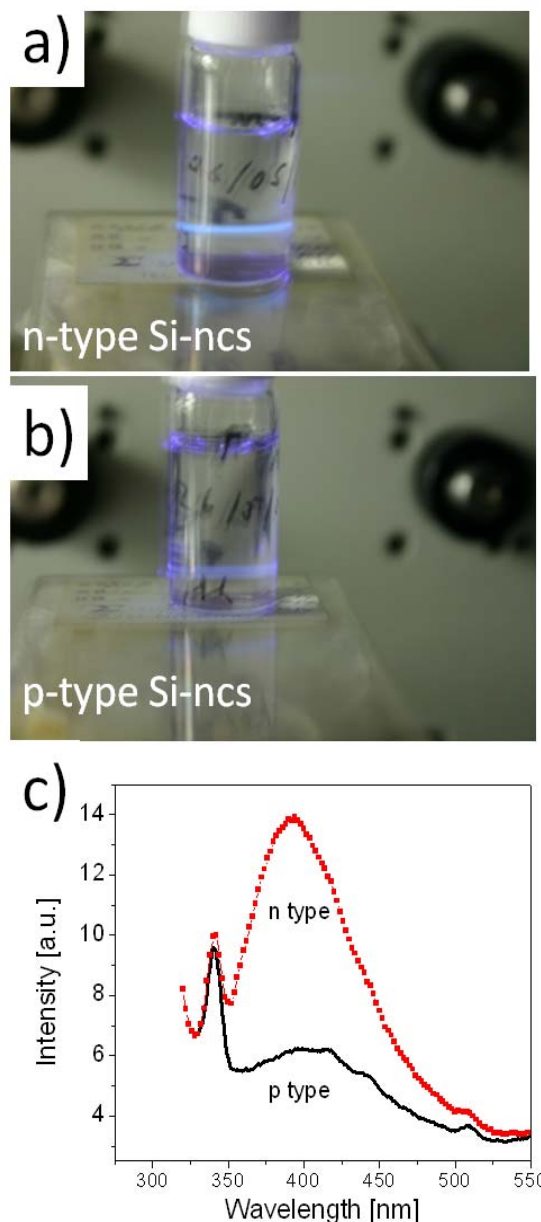 a)
n-type Si-ncs
b)
p-type Si-ncs
c)
14
12
10
8
6
4
Intensity [a.u.]
n type
p type
300 350 400 450 500 550
Wavelength [nm]